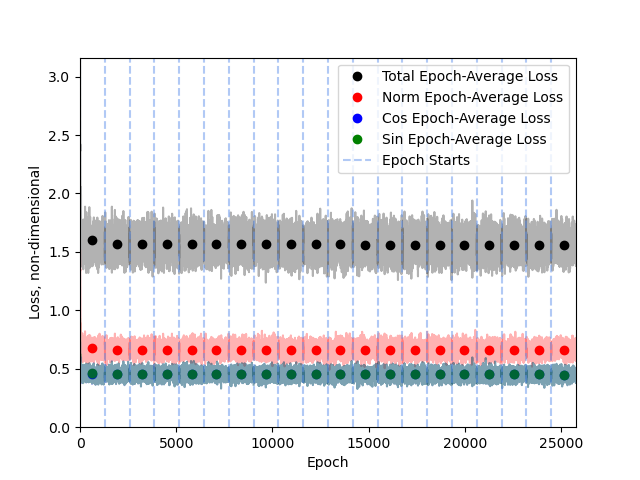 Total Epoch-Average Loss
Norm Epoch-Average Loss
Cos Epoch-Average Loss
Sin Epoch-Average Loss
Epoch Starts
Loss, non-dimensional
3.0
2.5
2.0
1.5
1.0
0.5
0.0
0 5000 10000 15000 20000 25000
Epoch